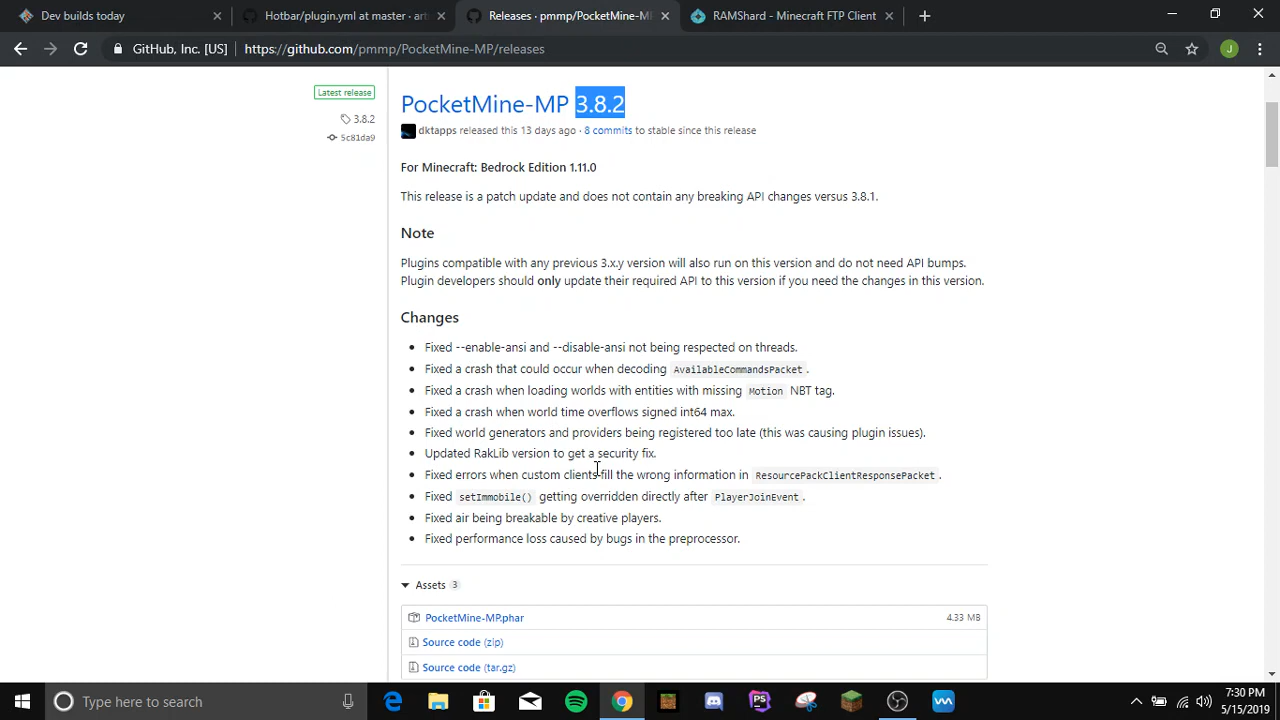 Dev builds today
Hotbar/plugin.yml at master · art
Releases · pmmp/PocketMine-MP
RAMShard - Minecraft FTP Client
GitHub, Inc. [US]
https://github.com/pmmp/PocketMine-MP/releases
J
Latest release
3.8.2
5c81da9
PocketMine-MP 3.8.2
dktapps released this 13 days ago · 8 commits to stable since this release
For Minecraft: Bedrock Edition 1.11.0
This release is a patch update and does not contain any breaking API changes versus 3.8.1.
Note
Plugins compatible with any previous 3.x.y version will also run on this version and do not need API bumps.
Plugin developers should only update their required API to this version if you need the changes in this version.
Changes
• Fixed --enable-ansi and --disable-ansi not being respected on threads.
• Fixed a crash that could occur when decoding AvailableCommandsPacket.
• Fixed a crash when loading worlds with entities with missing Motion NBT tag.
• Fixed a crash when world time overflows signed int64 max.
• Fixed world generators and providers being registered too late (this was causing plugin issues).
• Updated RakLib version to get a security fix.
• Fixed errors when custom clients fill the wrong information in ResourcePackClientResponsePacket.
• Fixed setImmobile() getting overridden directly after PlayerJoinEvent.
• Fixed air being breakable by creative players.
• Fixed performance loss caused by bugs in the preprocessor.
Assets 3
PocketMine-MP.phar 4.33 MB
Source code (zip)
Source code (tar.gz)
Type here to search
PS
7:30 PM
5/15/2019